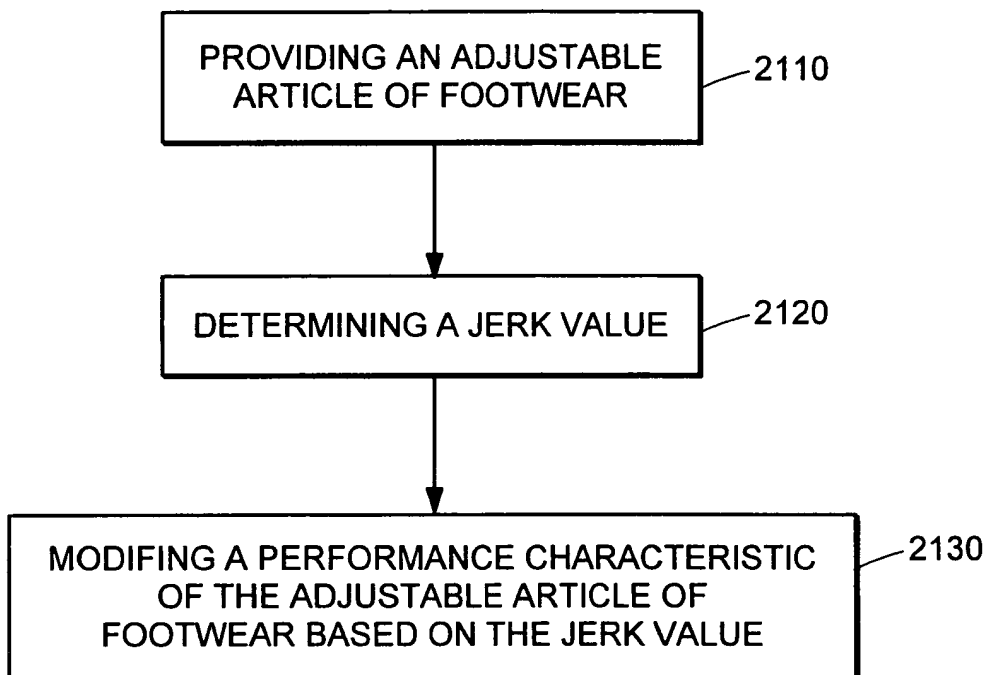 PROVIDING AN ADJUSTABLE
ARTICLE OF FOOTWEAR
2110
DETERMINING A JERK VALUE
2120
MODIFING A PERFORMANCE CHARACTERISTIC
OF THE ADJUSTABLE ARTICLE OF
FOOTWEAR BASED ON THE JERK VALUE
2130